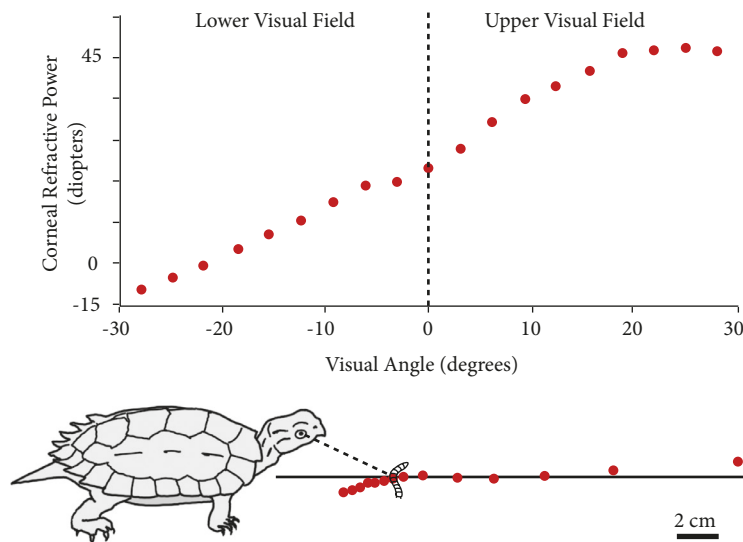 Lower Visual Field
Upper Visual Field
Corneal Refractive Power
(diopters)
45
0
-15
-30
-20
-10
0
10
20
30
Visual Angle (degrees)
2 cm